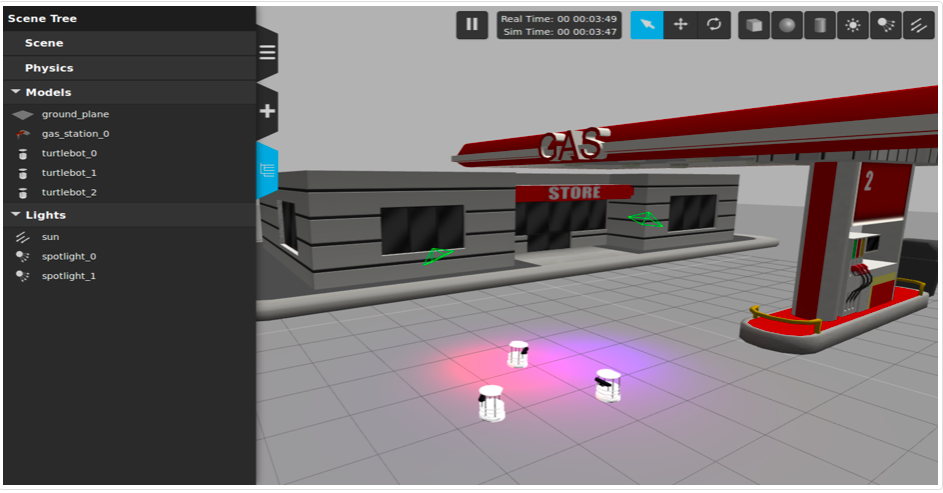 Scene Tree
Scene
Physics
Models
ground_plane
gas_station_0
turtlebot_0
turtlebot_1
turtlebot_2
Lights
sun
spotlight_0
spotlight_1
Real Time: 00 00:03:49
Sim Time: 00 00:03:47
GAS
STORE
2